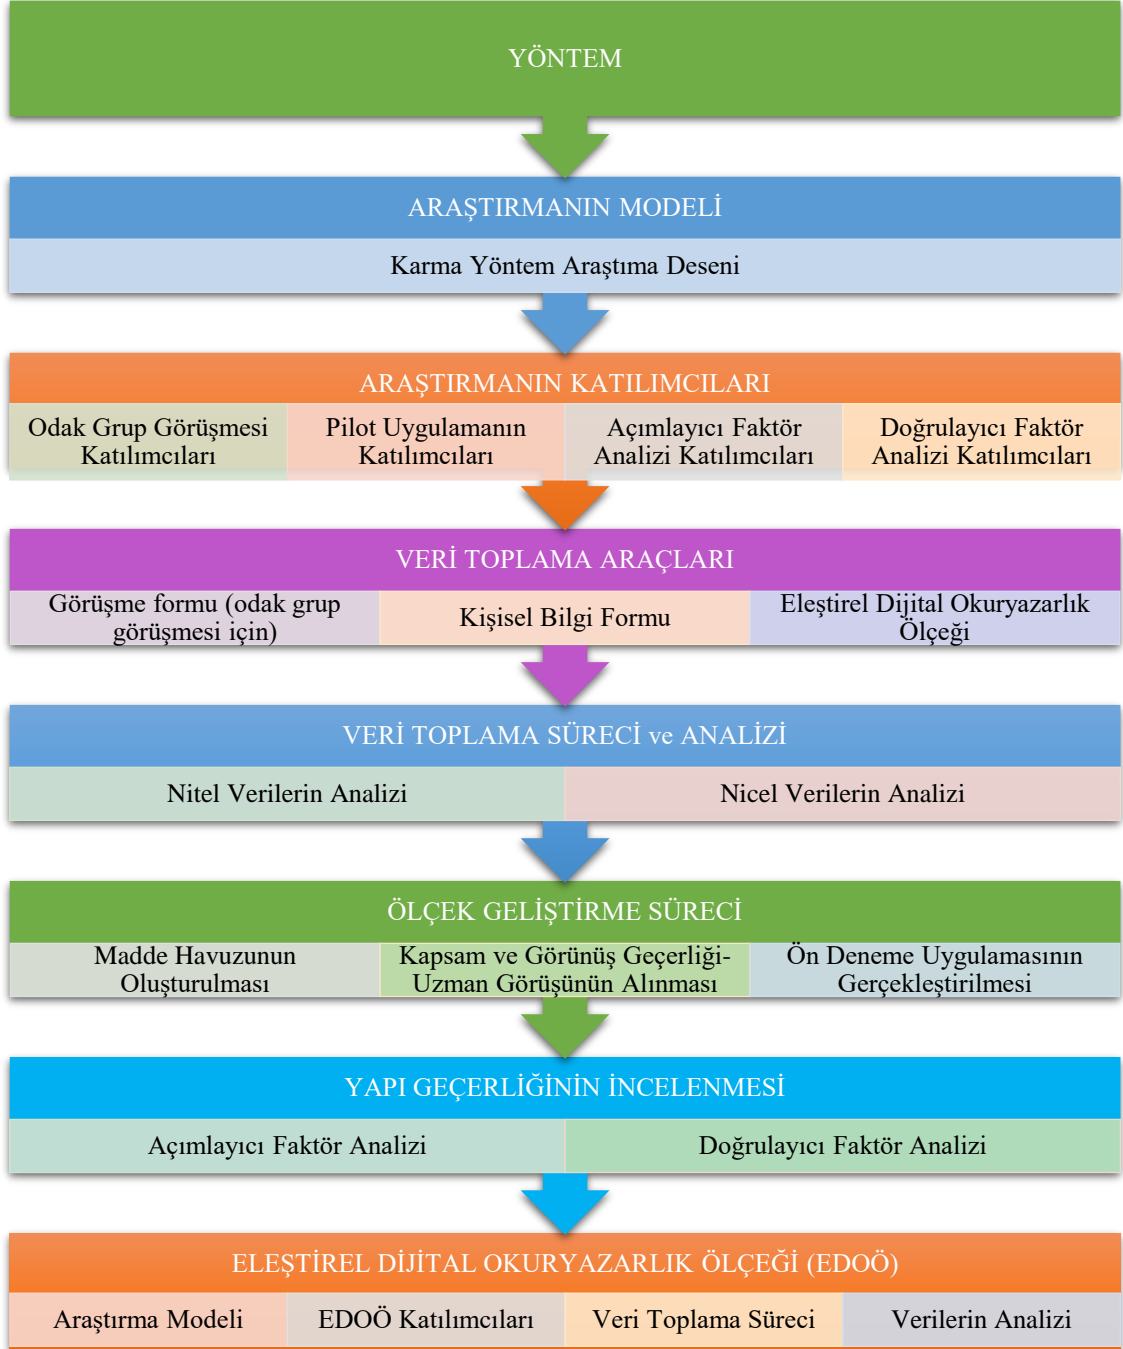 YÖNTEM
ARAŞTIRMANIN MODELİ
Karma Yöntem Araştıma Deseni
ARAŞTIRMANIN KATILIMCILARI
Odak Grup Görüşmesi
Katılımcıları
Pilot Uygulamanın
Katılımcıları
Açımlayıcı Faktör
Analizi Katılımcıları
Doğrulayıcı Faktör
Analizi Katılımcıları
VERİ TOPLAMA ARAÇLARI
Görüşme formu (odak grup
görüşmesi için)
Kişisel Bilgi Formu
Eleştirel Dijital Okuryazarlık
Ölçeği
VERİ TOPLAMA SÜRECİ ve ANALİZİ
Nitel Verilerin Analizi
Nicel Verilerin Analizi
ÖLÇEK GELİŞTİRME SÜRECİ
Madde Havuzunun
Oluşturulması
Kapsam ve Görünüş Geçerliği-
Uzman Görüşünün Alınması
Ön Deneme Uygulamasının
Gerçekleştirilmesi
YAPI GEÇERLİĞİNİN İNCELENMESİ
Açımlayıcı Faktör Analizi
Doğrulayıcı Faktör Analizi
ELEŞTİREL DİJİTAL OKURYAZARLIK ÖLÇEĞİ (EDOÖ)
Araştırma Modeli
EDOÖ Katılımcıları
Veri Toplama Süreci
Verilerin Analizi